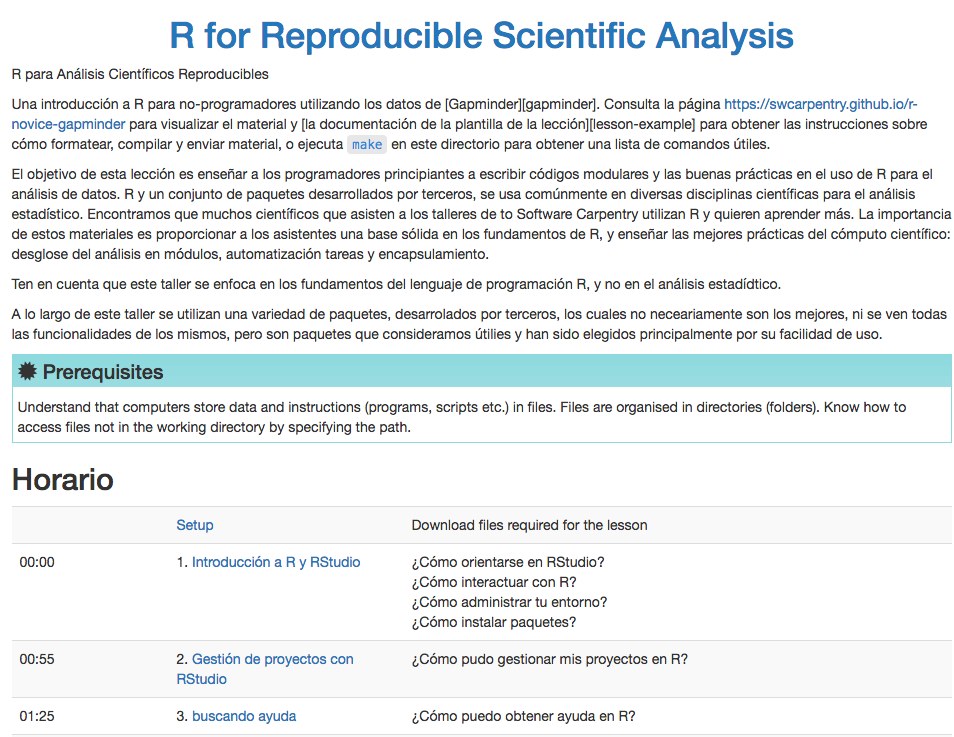 R for Reproducible Scientific Analysis
R para Análisis Científicos Reproducibles
Una introducción a R para no-programadores utilizando los datos de [Gapminder][gapminder]. Consulta la página https://swcarpentry.github.io/r-
novice-gapminder para visualizar el material y [la documentación de la plantilla de la lección][lesson-example] para obtener las instrucciones sobre
cómo formatear, compilar y enviar material, o ejecuta make en este directorio para obtener una lista de comandos útiles.
El objetivo de esta lección es enseñar a los programadores principiantes a escribir códigos modulares y las buenas prácticas en el uso de R para el
análisis de datos. R y un conjunto de paquetes desarrollados por terceros, se usa comúnmente en diversas disciplinas científicas para el análisis
estadístico. Encontramos que muchos científicos que asisten a los talleres de to Software Carpentry utilizan R y quieren aprender más. La importancia
de estos materiales es proporcionar a los asistentes una base sólida en los fundamentos de R, y enseñar las mejores prácticas del cómputo científico:
desglose del análisis en módulos, automatización tareas y encapsulamiento.
Ten en cuenta que este taller se enfoca en los fundamentos del lenguaje de programación R, y no en el análisis estadídtico.
A lo largo de este taller se utilizan una variedad de paquetes, desarrolados por terceros, los cuales no neceariamente son los mejores, ni se ven todas
las funcionalidades de los mismos, pero son paquetes que consideramos útilies y han sido elegidos principalmente por su facilidad de uso.
Prerequisites
Understand that computers store data and instructions (programs, scripts etc.) in files. Files are organised in directories (folders). Know how to
access files not in the working directory by specifying the path.
Horario
Setup Download files required for the lesson
00:00 1. Introducción a R y RStudio ¿Cómo orientarse en RStudio?
¿Cómo interactuar con R?
¿Cómo administrar tu entorno?
¿Cómo instalar paquetes?
00:55 2. Gestión de proyectos con ¿Cómo pudo gestionar mis proyectos en R?
RStudio
01:25 3. buscando ayuda ¿Cómo puedo obtener ayuda en R?